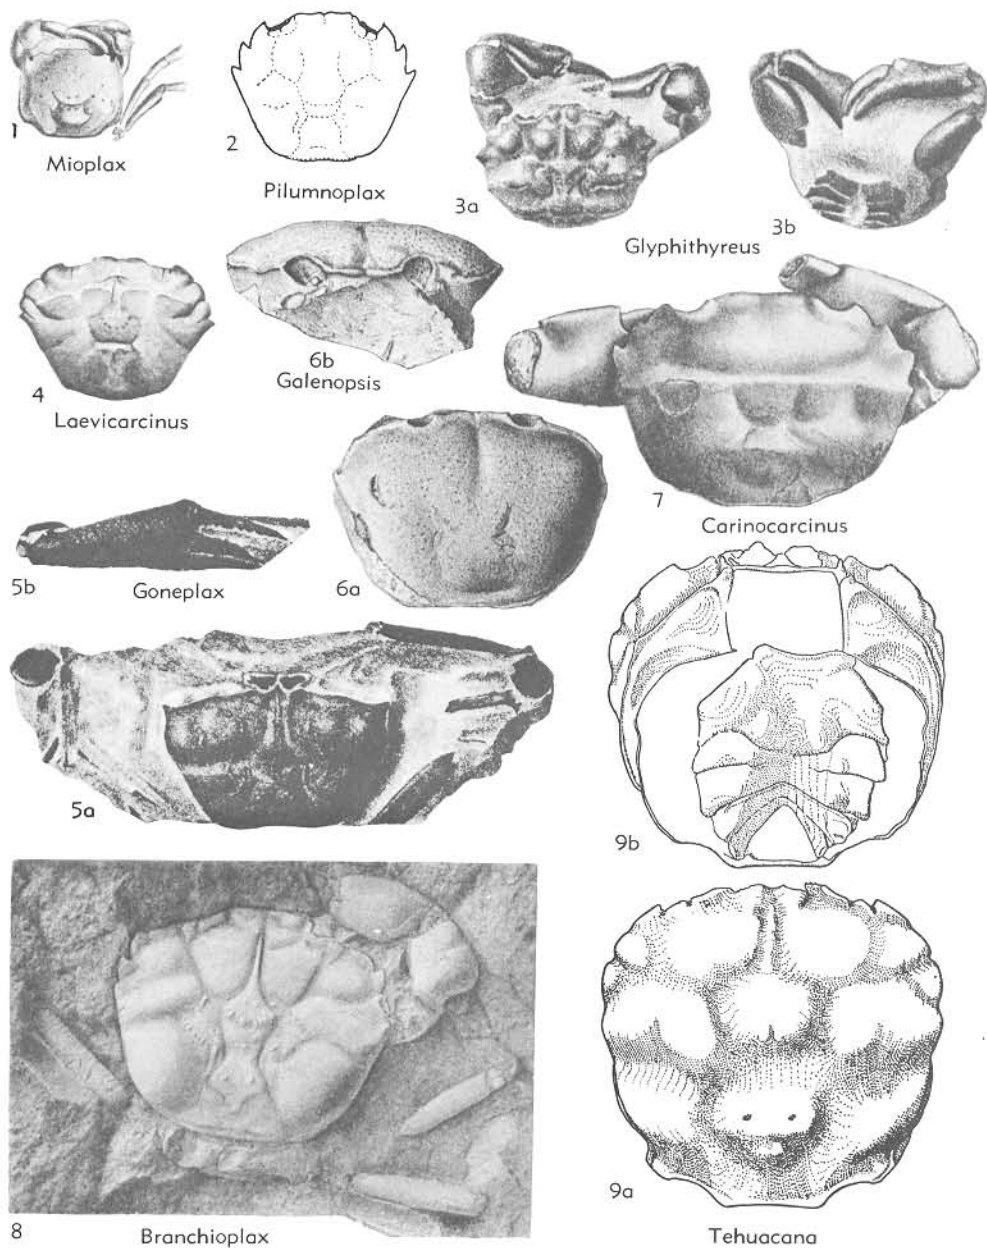 1
Mioplax
2
Pilumnoplax
3a
3b
Glyphithyreus
4
Laevicarcinus
6b
Galenopsis
7
Carinocarcinus
5b
Goneplax
6a
5a
9b
8
Branchioplax
9a
Tehuacana